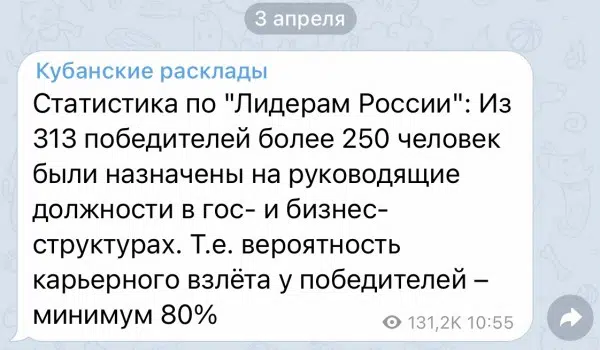 3 апреля
Кубанские расклады
Статистика по "Лидерам России": Из
313 победителей более 250 человек
были назначены на руководящие
должности в гос- и бизнес-
структурах. Т.е. вероятность
карьерного взлёта у победителей –
минимум 80%
131,2K 10:55